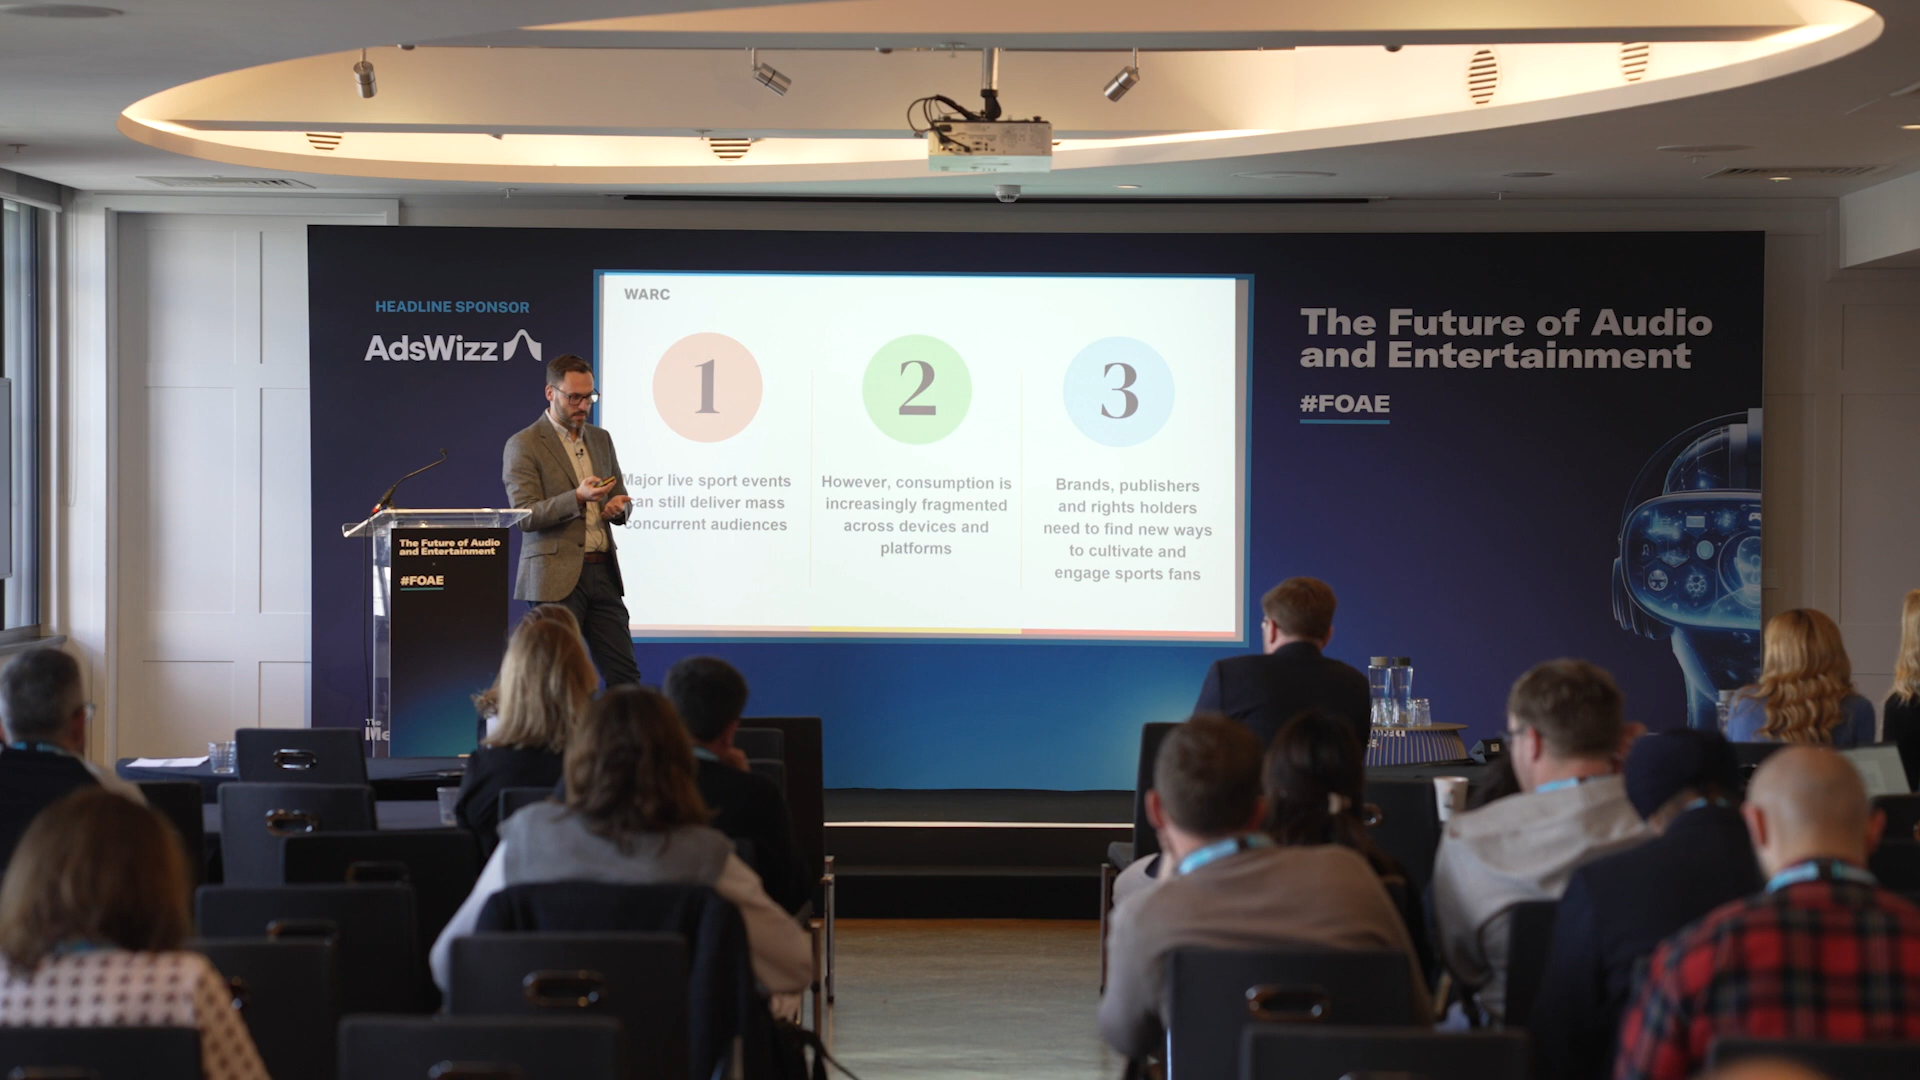 HEADLINE SPONSOR
AdsWizz
WARC
1
Major live sport events
can still deliver mass
concurrent audiences
2
However, consumption is
increasingly fragmented
across devices and
platforms
3
Brands, publishers
and rights holders
need to find new ways
to cultivate and
engage sports fans
The Future of Audio
and Entertainment
#FOAE
The Future of Audio
and Entertainment
#FOAE
The
Me